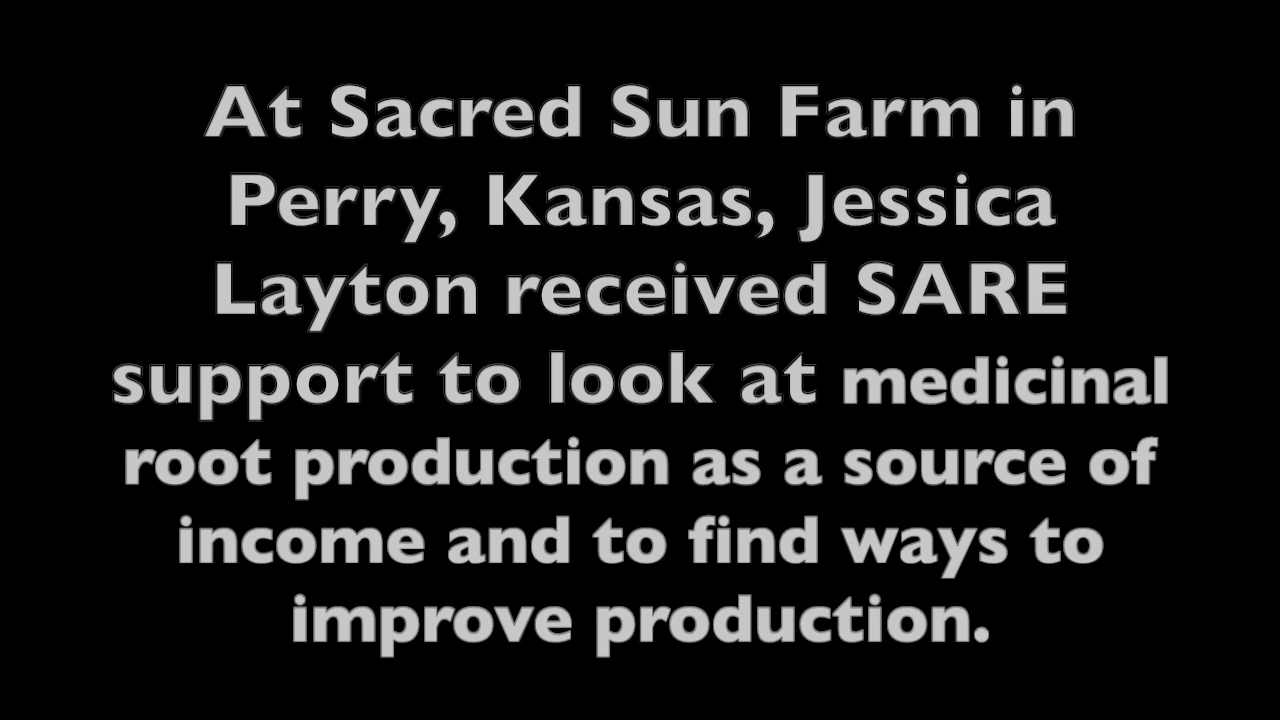 At Sacred Sun Farm in
Perry, Kansas, Jessica
Layton received SARE
support to look at medicinal
root production as a source of
income and to find ways to
improve production.